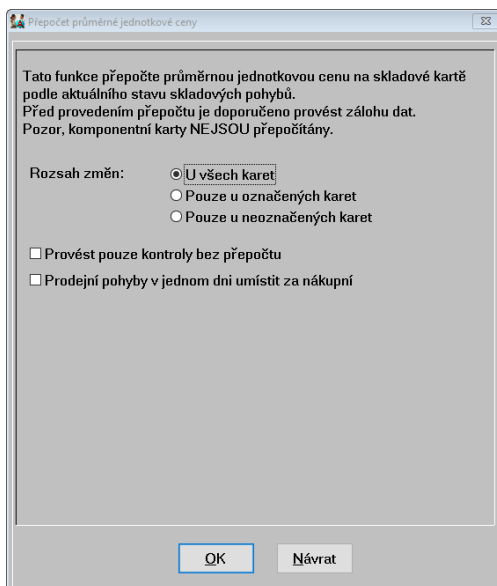 Přepočet průměrné jednotkové ceny
Tato funkce přepočte průměrnou jednotkovou cenu na skladové kartě
podle aktuálního stavu skladových pohybů.
Před provedením přepočtu je doporučeno provést zálohu dat.
Pozor, komponentní karty NEJSOU přepočítány.
Rozsah změn:
U všech karet
Pouze u označených karet
Pouze u neoznačených karet
Provést pouze kontroly bez přepočtu
Prodejní pohyby v jednom dni umístit za nákupní
OK
Návrat